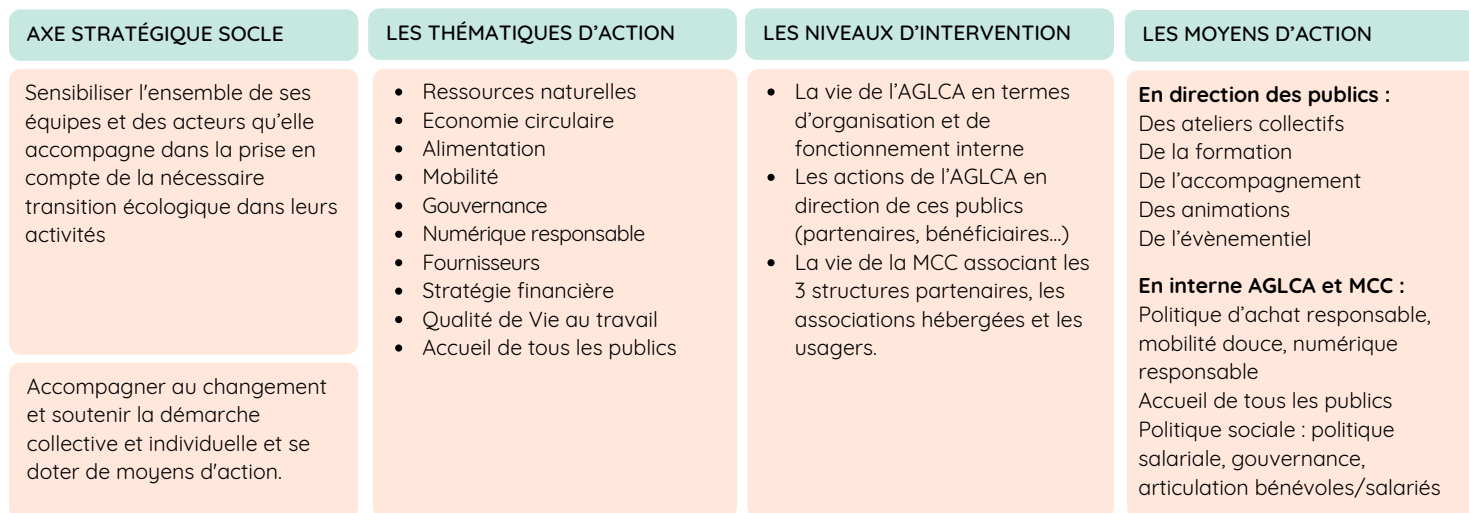 AXE STRATÉGIQUE SOCLE
Sensibiliser l'ensemble de ses
équipes et des acteurs qu'elle
accompagne dans la prise en
compte de la nécessaire
transition écologique dans leurs
activités
Accompagner au changement
et soutenir la démarche
collective et individuelle et se
doter de moyens d'action.
LES THÉMATIQUES D'ACTION
• Ressources naturelles
• Economie circulaire
• Alimentation
• Mobilité
• Gouvernance
• Numérique responsable
• Fournisseurs
• Stratégie financière
• Qualité de Vie au travail
• Accueil de tous les publics
LES NIVEAUX D'INTERVENTION
• La vie de l'AGLCA en termes
d'organisation et de
fonctionnement interne
• Les actions de l'AGLCA en
direction de ces publics
(partenaires, bénéficiaires...)
• La vie de la MCC associant les
3 structures partenaires, les
associations hébergées et les
usagers.
LES MOYENS D'ACTION
En direction des publics :
Des ateliers collectifs
De la formation
De l'accompagnement
Des animations
De l'évènementiel
En interne AGLCA et MCC :
Politique d'achat responsable,
mobilité douce, numérique
responsable
Accueil de tous les publics
Politique sociale : politique
salariale, gouvernance,
articulation bénévoles/salariés